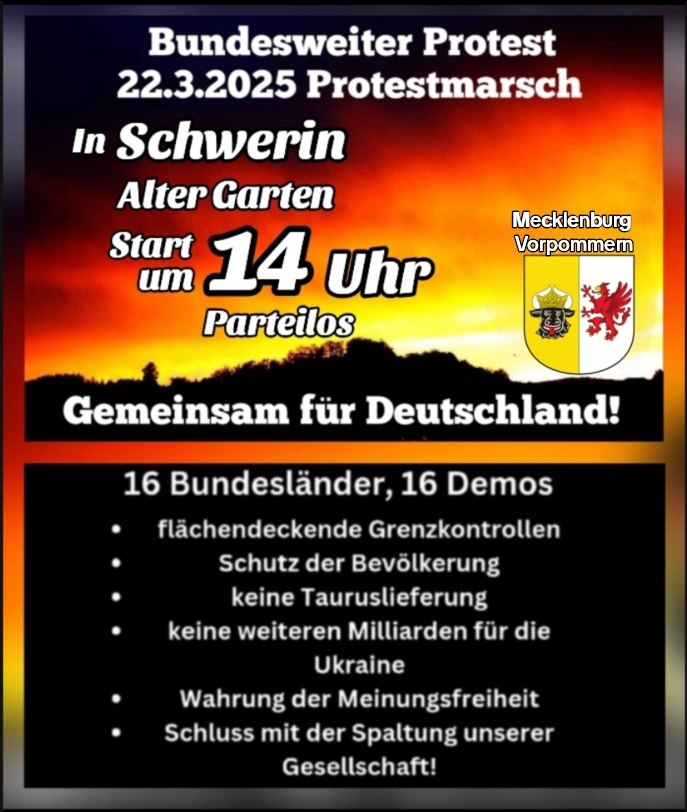 Bundesweiter Protest
22.3.2025 Protestmarsch
In Schwerin
Alter Garten
Start um 14 Uhr
Parteilos
Mecklenburg
Vorpommern
Gemeinsam für Deutschland!
16 Bundesländer, 16 Demos
• flächendeckende Grenzkontrollen
• Schutz der Bevölkerung
• keine Tauruslieferung
• keine weiteren Milliarden für die
Ukraine
• Wahrung der Meinungsfreiheit
• Schluss mit der Spaltung unserer
Gesellschaft!